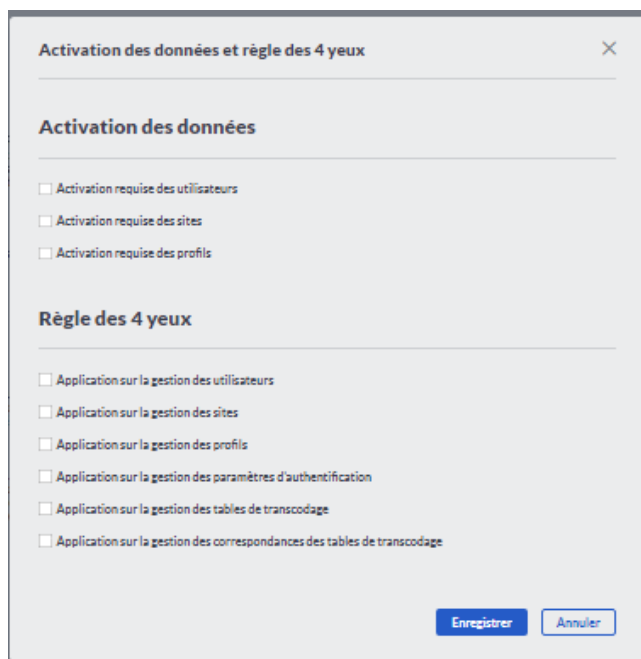 Activation des données et règle des 4 yeux
Activation des données
Activation requise des utilisateurs
Activation requise des sites
Activation requise des profils
Règle des 4 yeux
Application sur la gestion des utilisateurs
Application sur la gestion des sites
Application sur la gestion des profils
Application sur la gestion des paramètres d'authentification
Application sur la gestion des tables de transcodage
Application sur la gestion des correspondances des tables de transcodage
Enregistrer Annuler